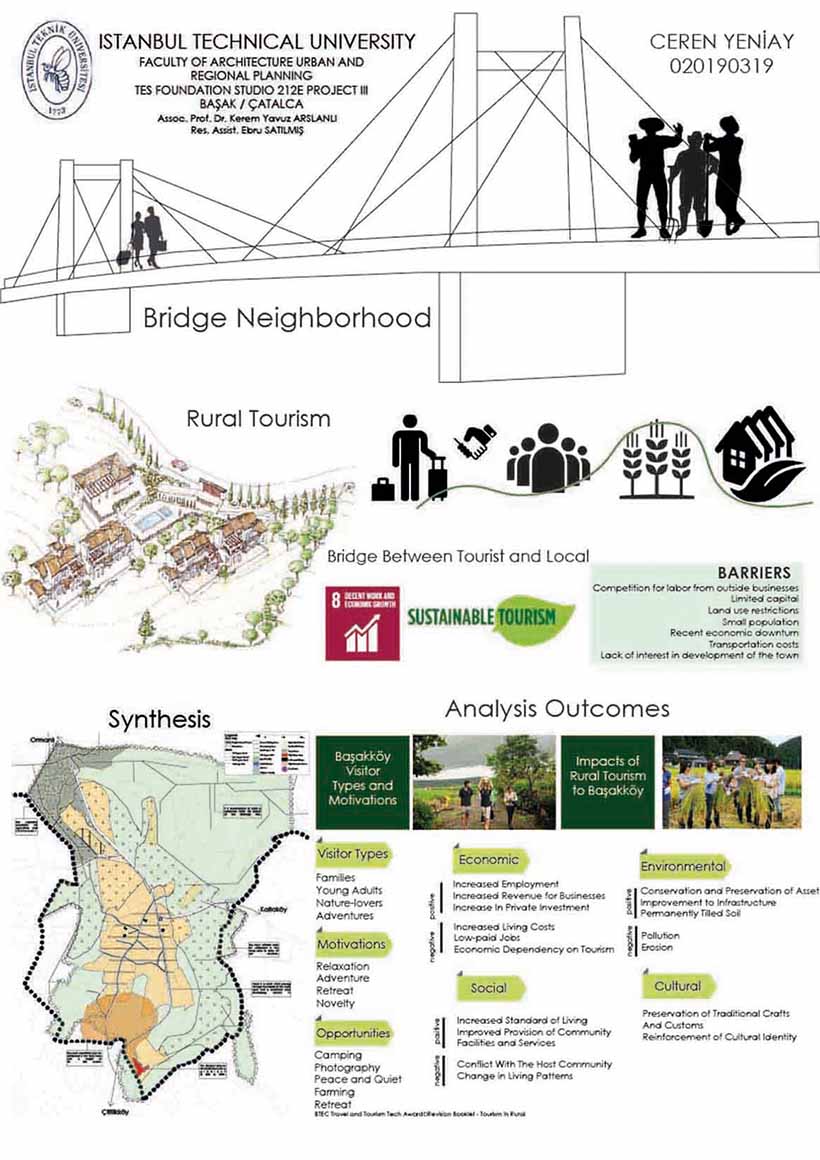 İSTANBUL TEKNİK ÜNİVERSİTESİ
1773
ISTANBUL TECHNICAL UNIVERSITY
FACULTY OF ARCHITECTURE URBAN AND
REGIONAL PLANNING
TES FOUNDATION STUDIO 212E PROJECT III
BAŞAK / ÇATALCA
Assoc. Prof. Dr. Kerem Yavuz ARSLANLI
Res. Assist. Ebru SATILMIŞ
CEREN YENİAY
020190319
Bridge Neighborhood
Rural Tourism
Bridge Between Tourist and Local
8 DECENT WORK AND
ECONOMIC GROWTH
SUSTAINABLE TOURISM
BARRIERS
Competition for labor from outside businesses
Limited capital
Land use restrictions
Small population
Recent economic downturn
Transportation costs
Lack of interest in development of the town
Synthesis
Ormanlı
Çiftlikköy
Analysis Outcomes
Başakköy
Visitor
Types and
Motivations
Impacts of
Rural Tourism
to Başakköy
Visitor Types
Families
Young Adults
Nature-lovers
Adventures
Motivations
Relaxation
Adventure
Retreat
Novelty
Opportunities
Camping
Photography
Peace and Quiet
Farming
Retreat
Economic
positive
Increased Employment
Increased Revenue for Businesses
Increase In Private Investment
negative
Increased Living Costs
Low-paid Jobs
Economic Dependency on Tourism
Social
positive
Increased Standard of Living
Improved Provision of Community
Facilities and Services
negative
Conflict With The Host Community
Change in Living Patterns
Environmental
positive
Conservation and Preservation of Asset
Improvement to Infrastructure
Permanently Tilled Soil
negative
Pollution
Erosion
Cultural
Preservation of Traditional Crafts
And Customs
Reinforcement of Cultural Identity
BTEC Travel and Tourism Tech Award Revision Booklet - Tourism in Rural